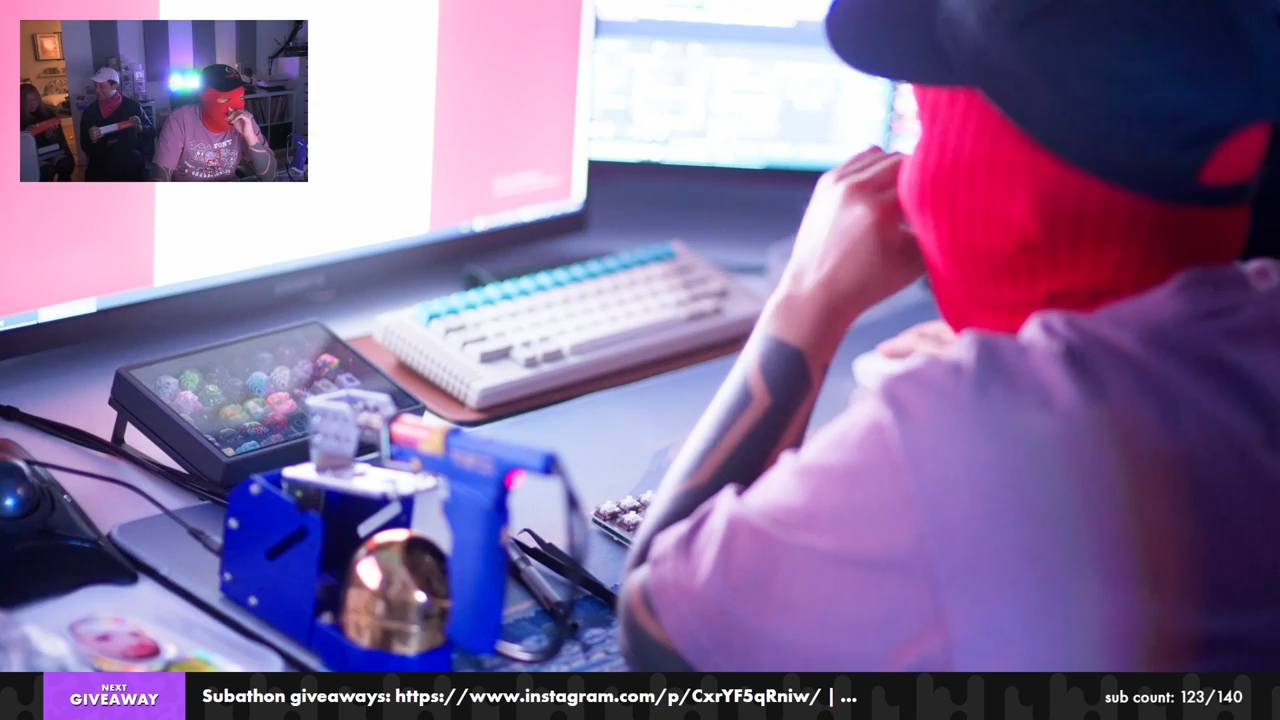 NEXT
GIVEAWAY
Subathon giveaways: https://www.instagram.com/p/CxrYF5qRniw/ | ...
sub count: 123/140